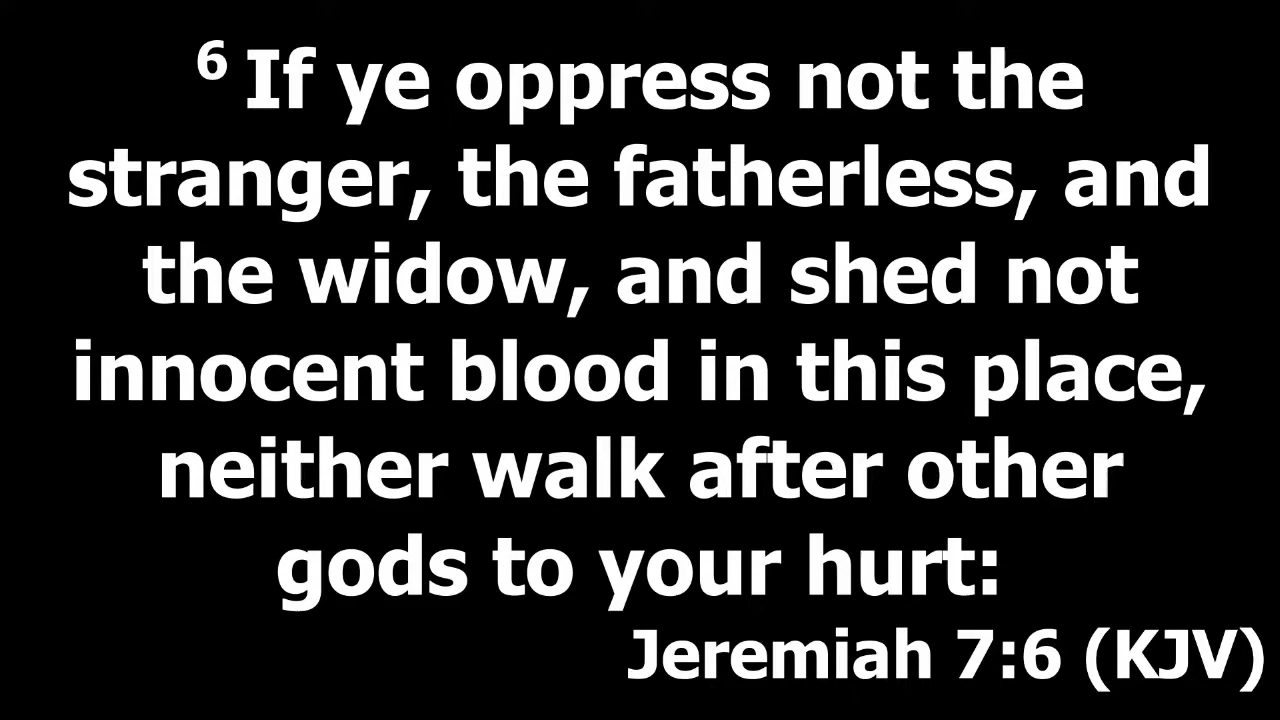 6 If ye oppress not the
stranger, the fatherless, and
the widow, and shed not
innocent blood in this place,
neither walk after other
gods to your hurt:
Jeremiah 7:6 (KJV)